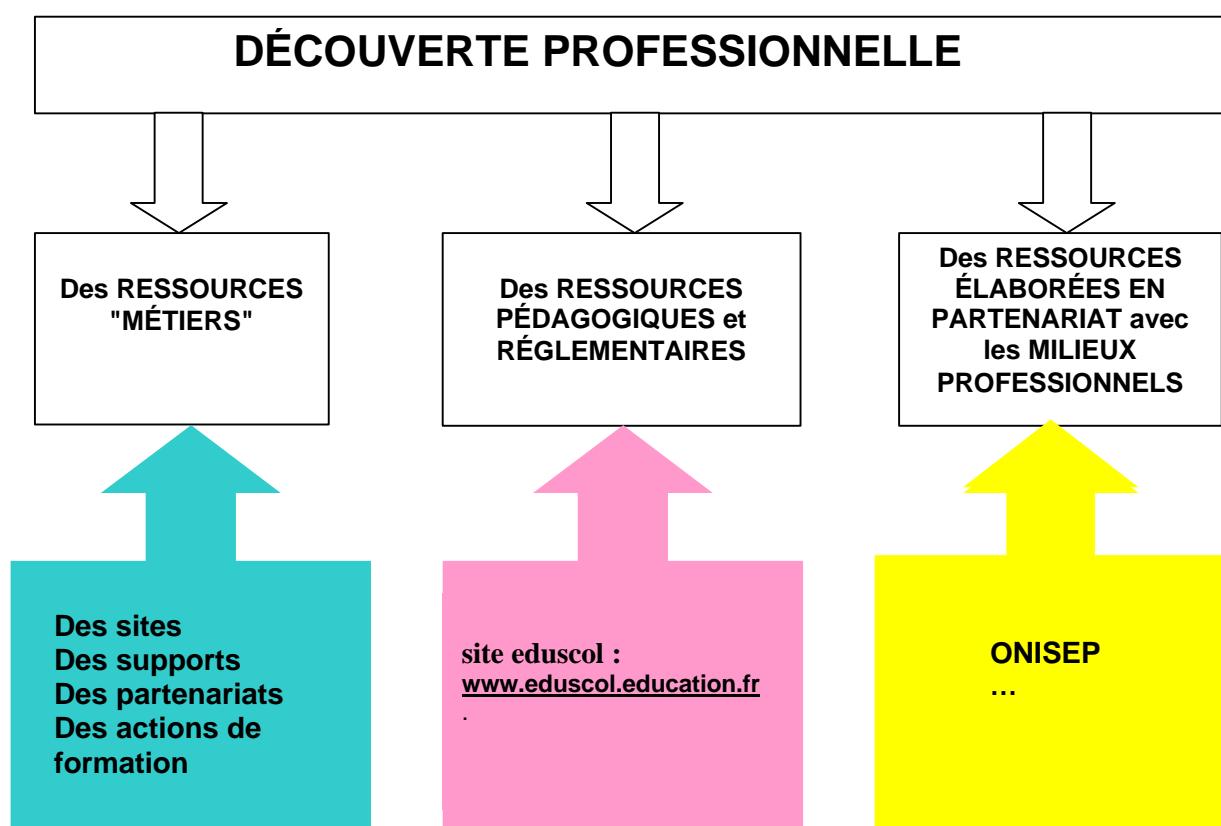 DÉCOUVERTE PROFESSIONNELLE
Des RESSOURCES
"MÉTIERS"
Des RESSOURCES
PÉDAGOGIQUES et
RÉGLEMENTAIRES
Des RESSOURCES
ÉLABORÉES EN
PARTENARIAT avec
les MILIEUX
PROFESSIONNELS
Des sites
Des supports
Des partenariats
Des actions de
formation
site eduscol :
www.eduscol.education.fr
.
ONISEP
…